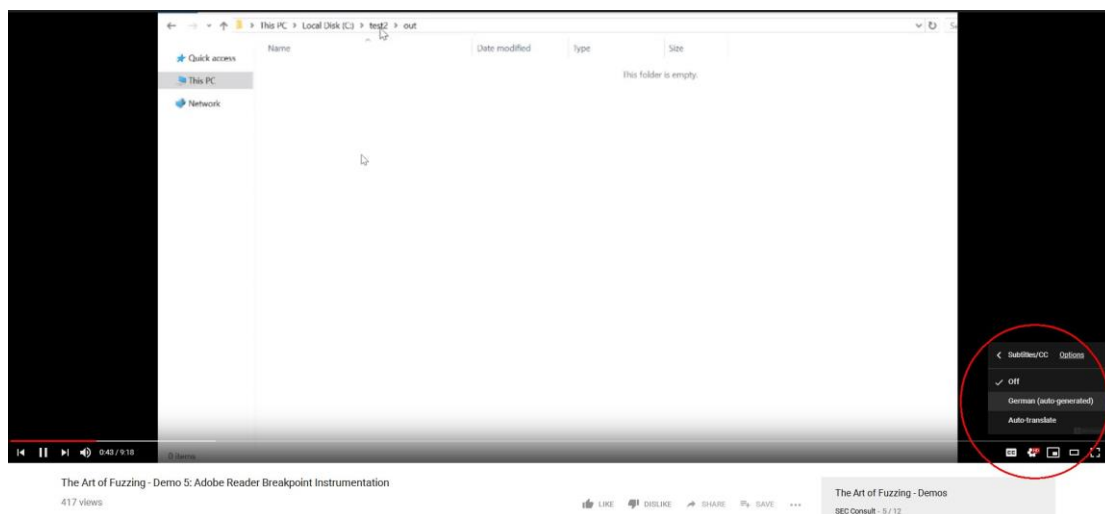 This PC > Local Disk (C:) > test2 > out
Name Date modified Type Size
Quick access
This folder is empty.
This PC
Network
Subtitles/CC Options
Off
German (auto-generated)
Auto-translate
0:43 / 9:18
0 items
The Art of Fuzzing - Demo 5: Adobe Reader Breakpoint Instrumentation
417 views
LIKE DISLIKE SHARE SAVE
The Art of Fuzzing - Demos
SEC Consult - 5 / 12